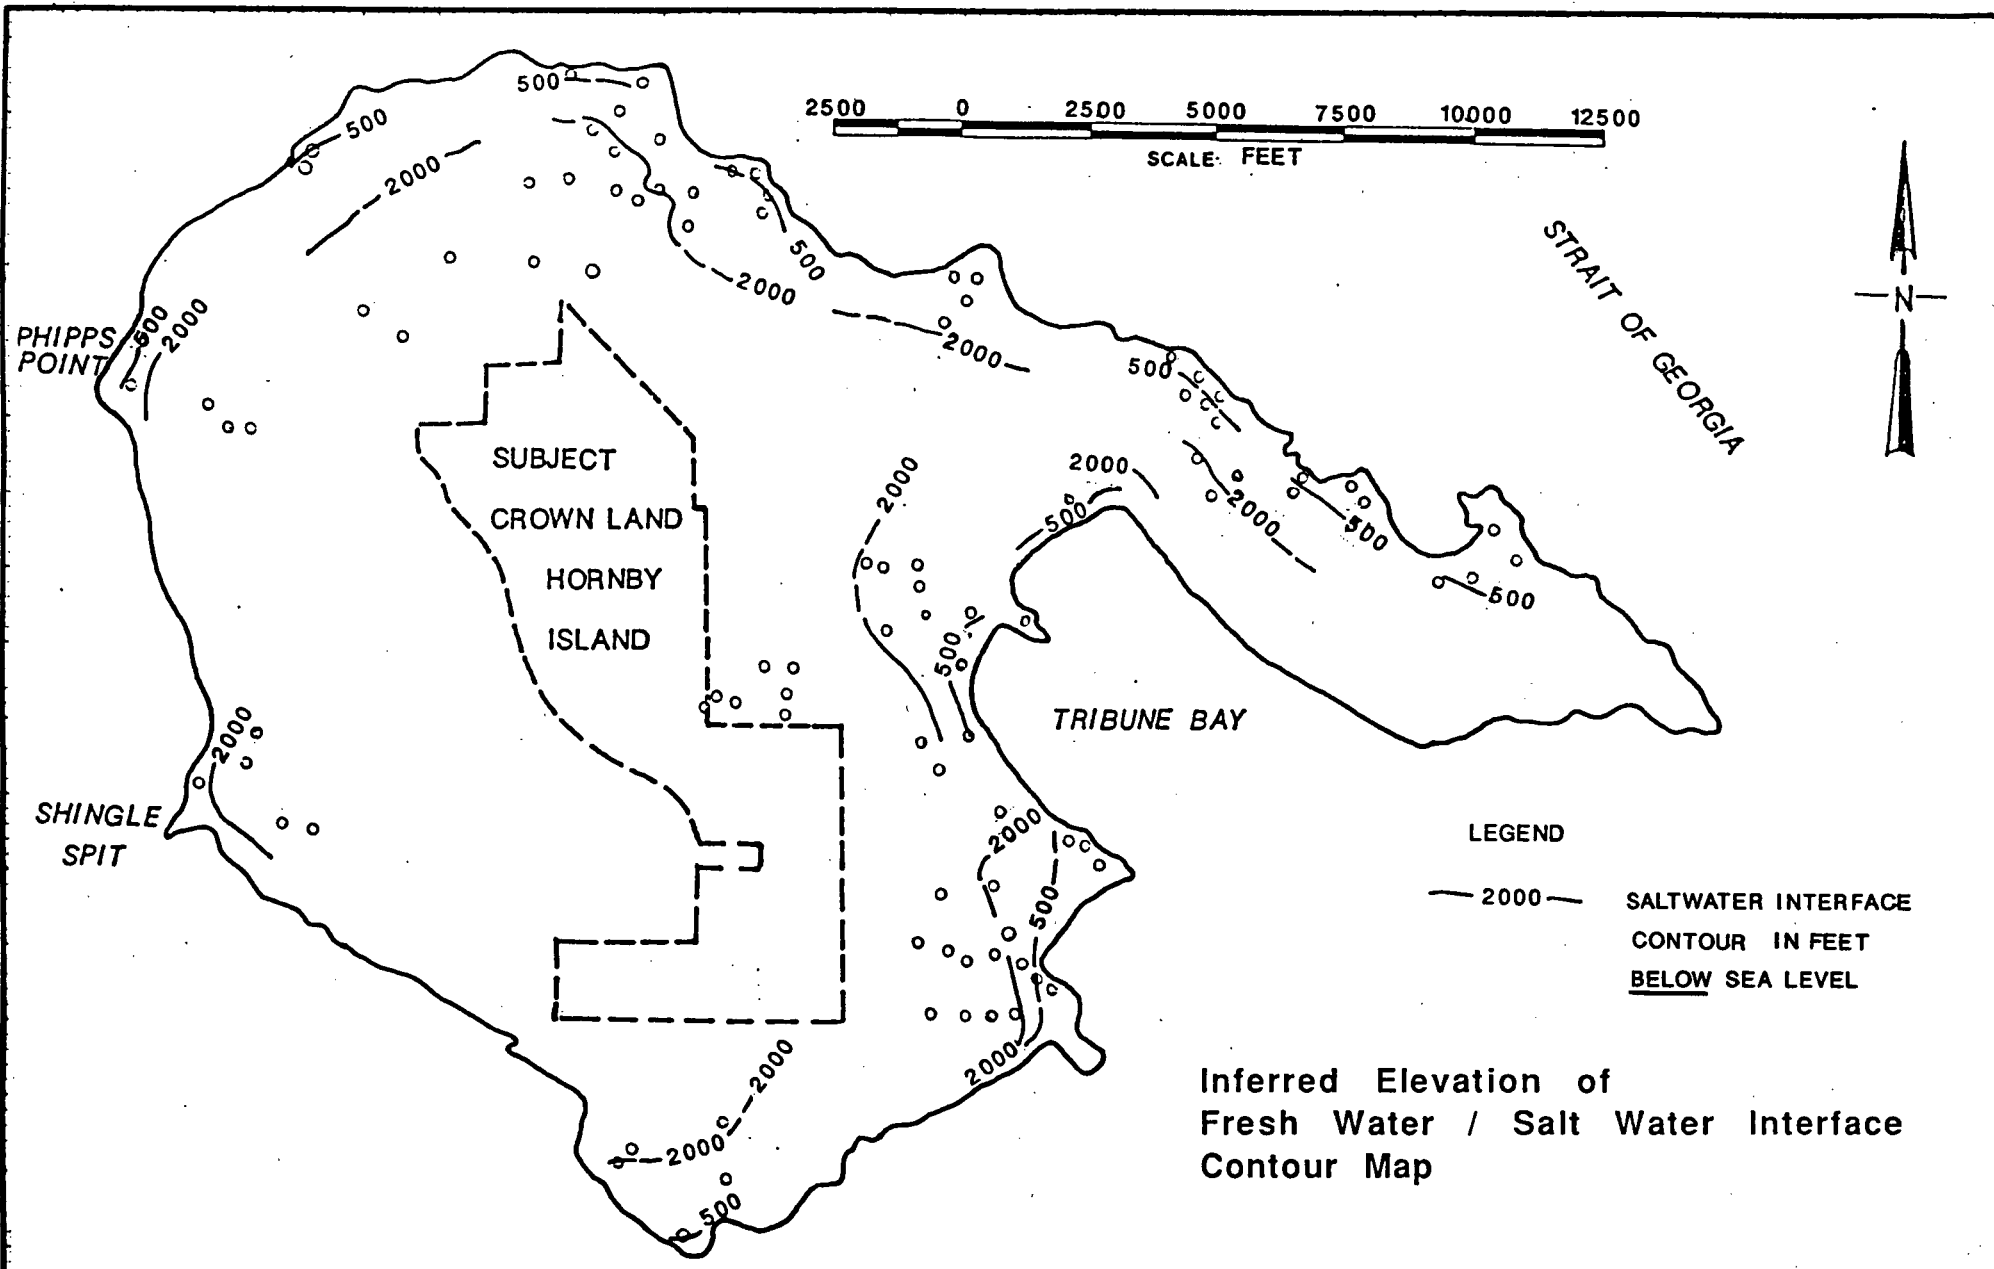 2500 0 2500 5000 7500 10000 12500
SCALE: FEET
500
500
2000
500
2000
STRAIT OF GEORGIA
N
500
2000
PHIPPS
POINT
2000
500
2000
2000
500
2000
500
500
SUBJECT
CROWN LAND
HORNBY
ISLAND
2000
500
500
TRIBUNE BAY
2000
SHINGLE
SPIT
2000
500
LEGEND
2000 SALTWATER INTERFACE
CONTOUR IN FEET
BELOW SEA LEVEL
2000
2000
2000
500
Inferred Elevation of
Fresh Water / Salt Water Interface
Contour Map